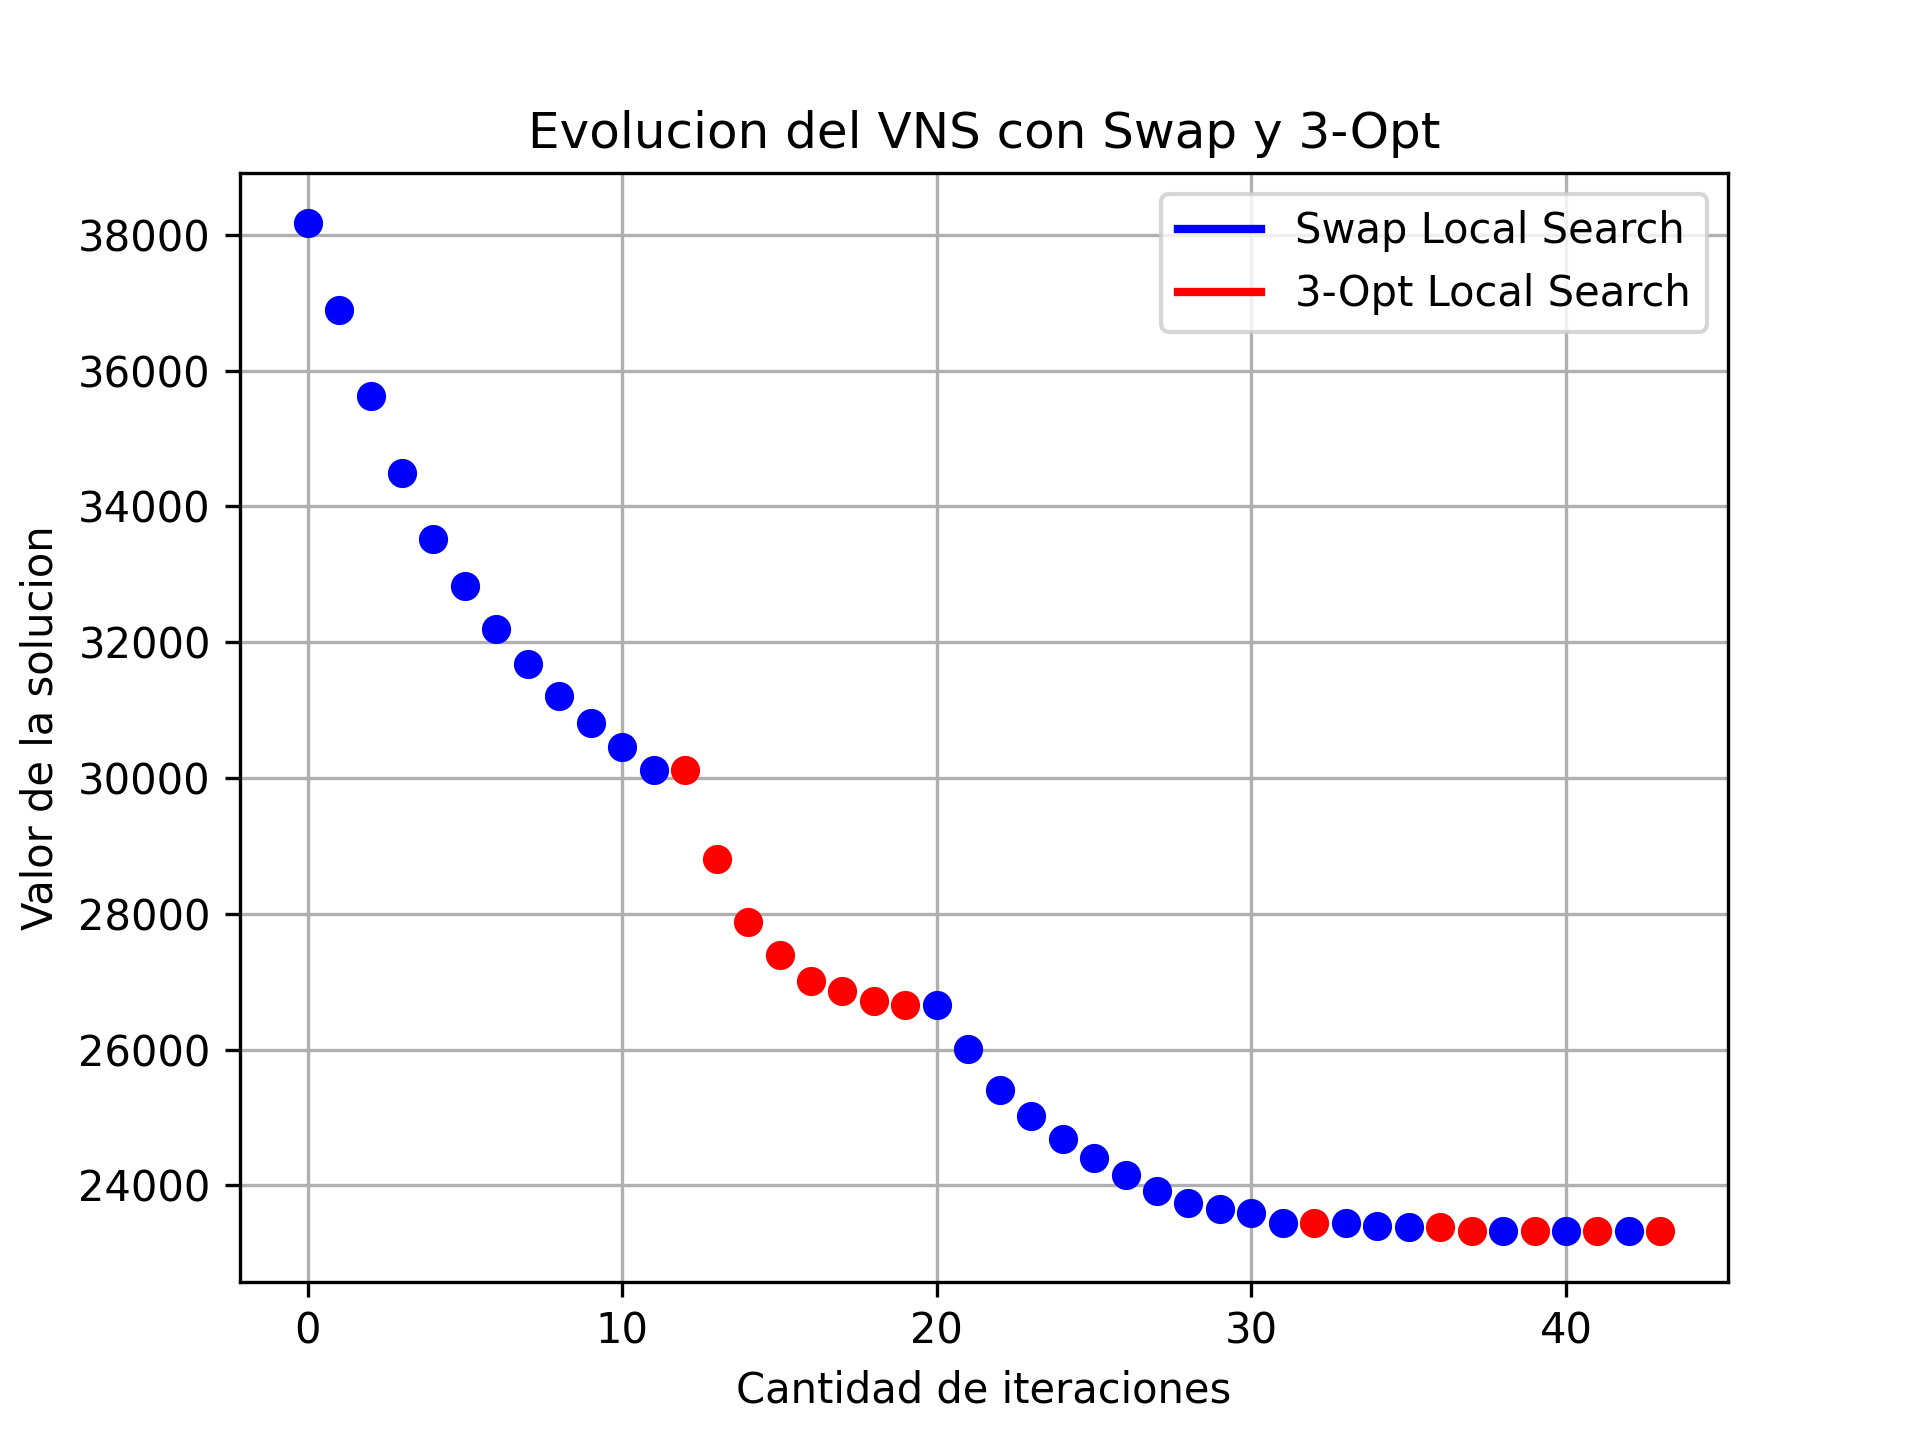 Evolucion del VNS con Swap y 3-Opt
Swap Local Search
3-Opt Local Search
Valor de la solucion
38000
36000
34000
32000
30000
28000
26000
24000
0 10 20 30 40
Cantidad de iteraciones